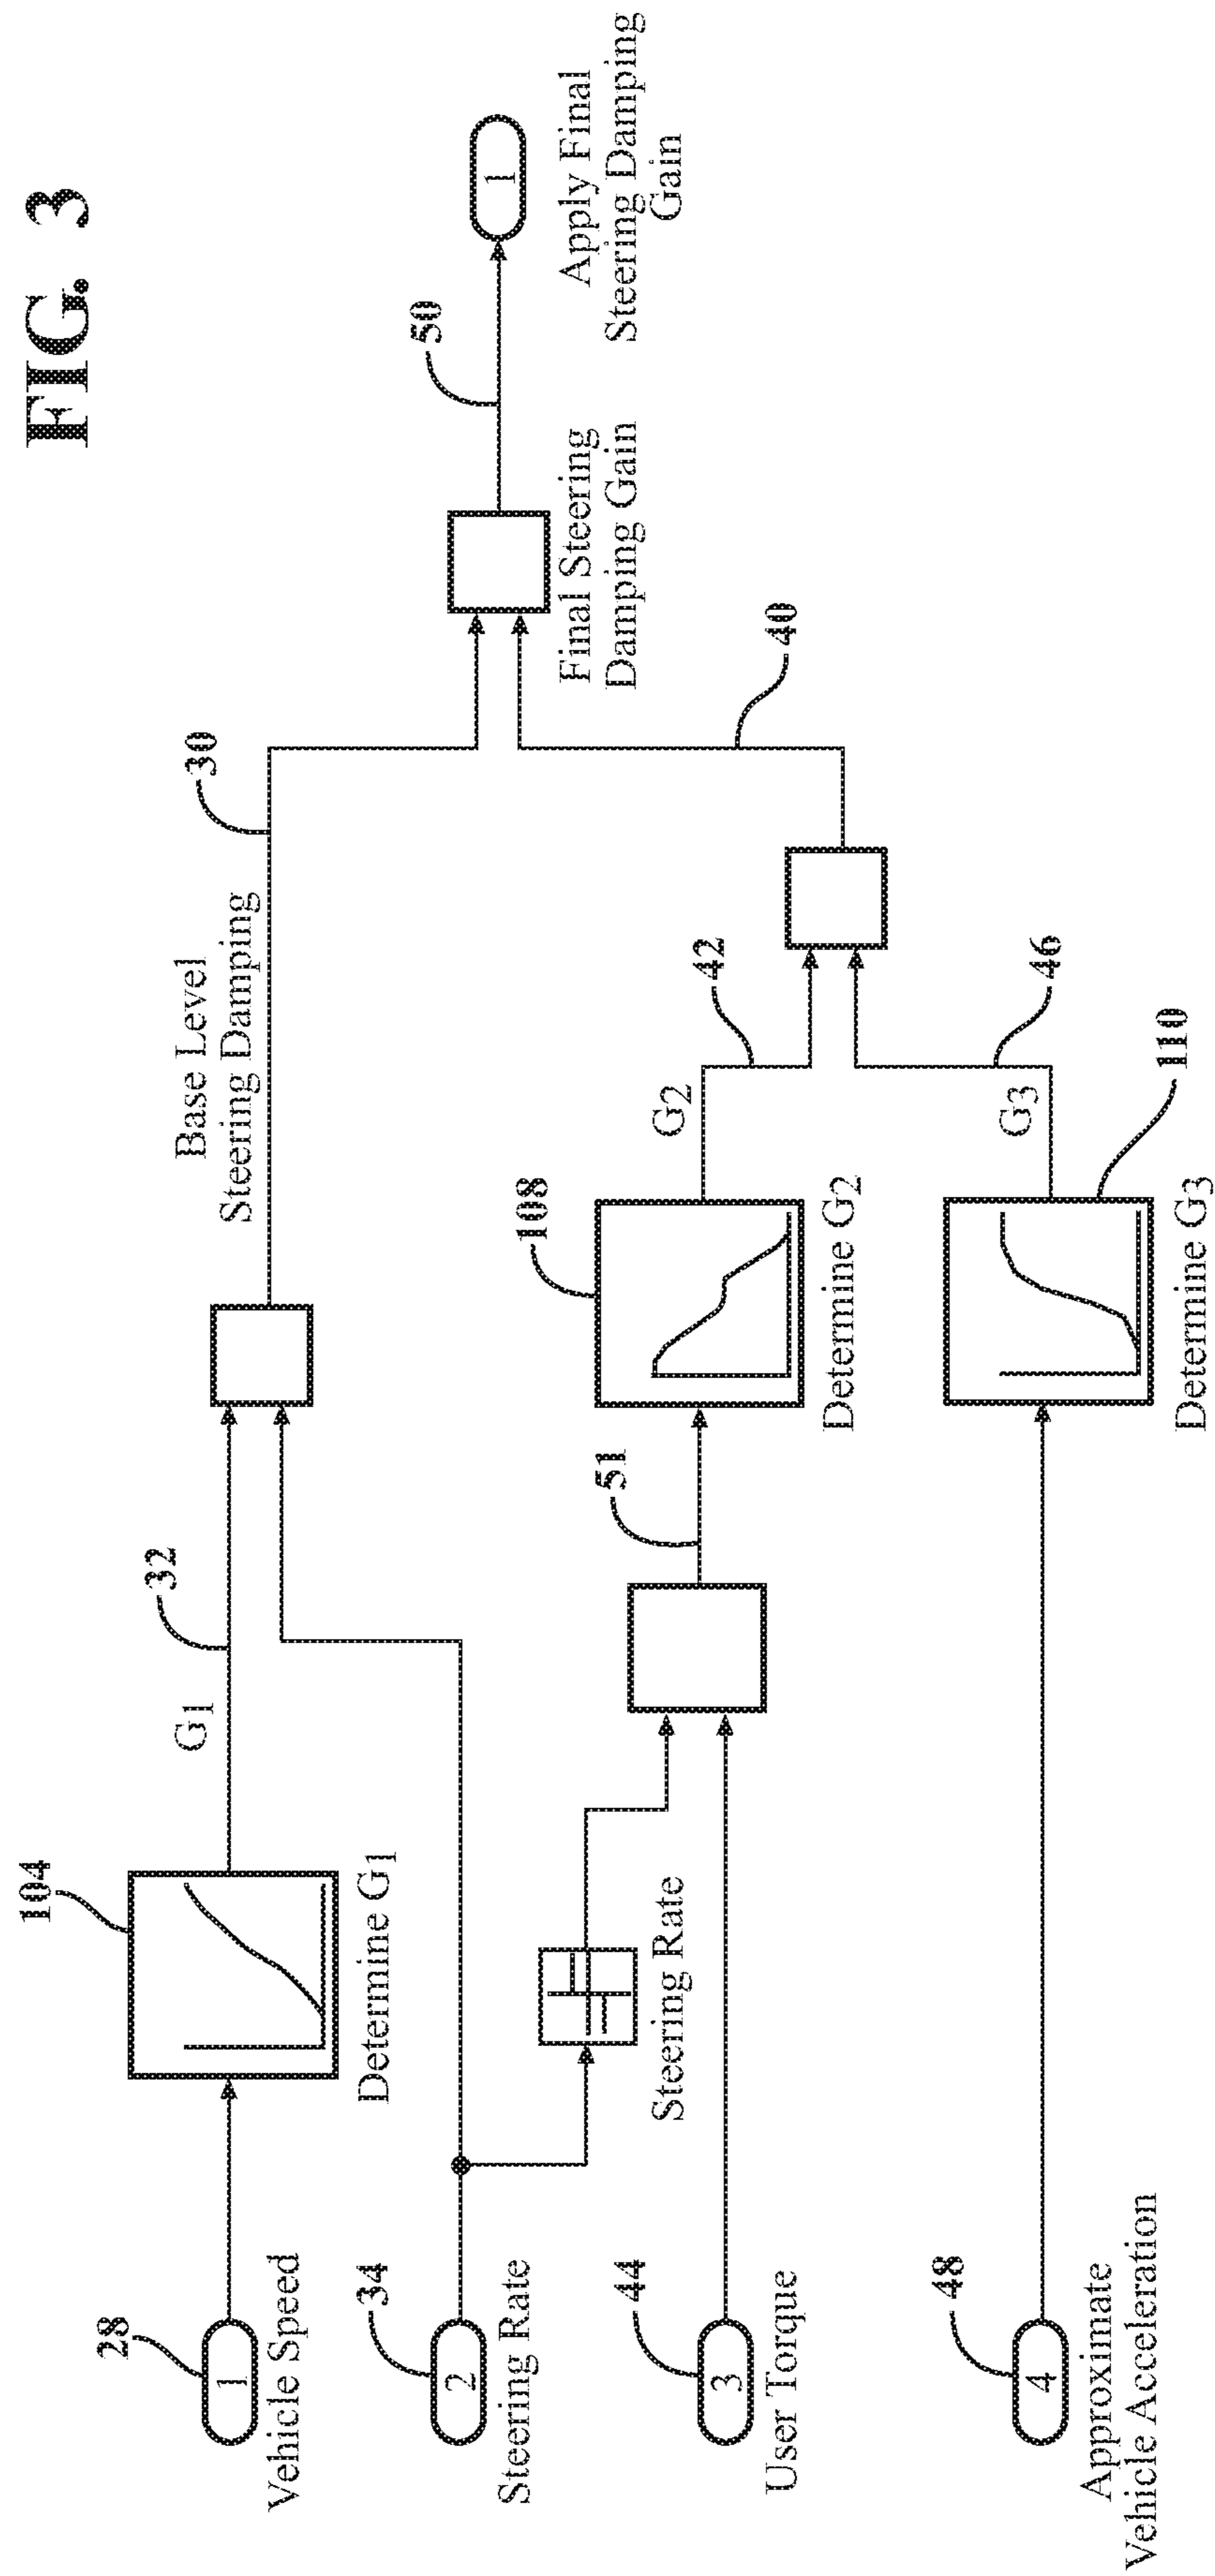 FIG. 3
28
1
Vehicle Speed
104
Determine G1
G1
32
Base Level
Steering Damping
30
34
2
Steering Rate
Steering Rate
44
3
User Torque
51
108
Determine G2
G2
42
48
4
Approximate
Vehicle Acceleration
110
Determine G3
G3
46
40
Final Steering
Damping Gain
50
1
Apply Final
Steering Damping
Gain